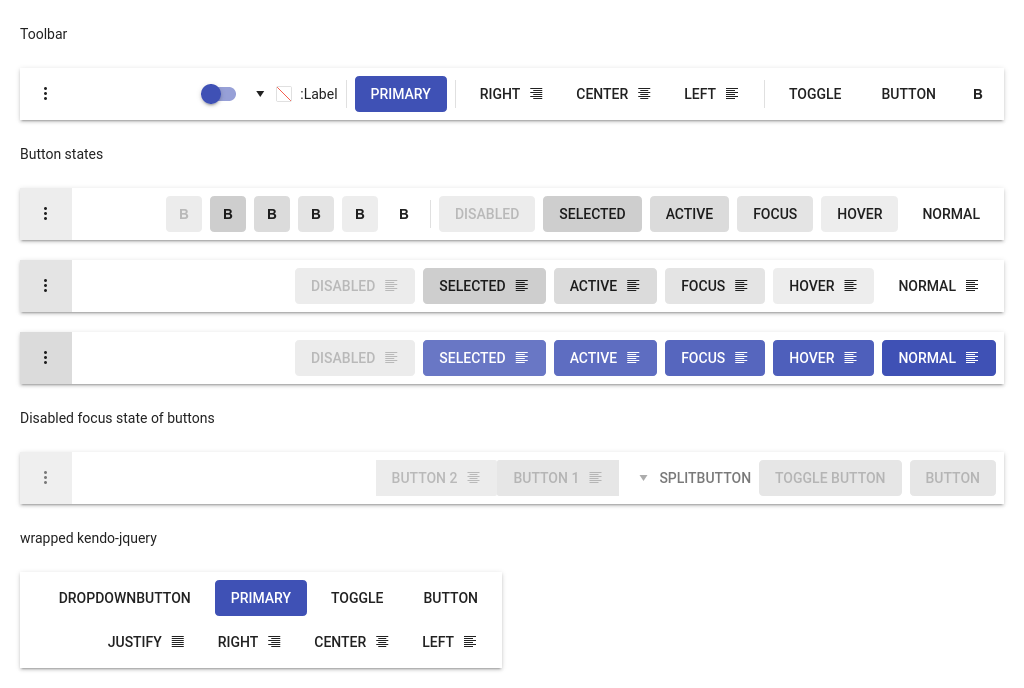 Toolbar
:Label PRIMARY RIGHT CENTER LEFT TOGGLE BUTTON B
Button states
B B B B B B DISABLED SELECTED ACTIVE FOCUS HOVER NORMAL
DISABLED SELECTED ACTIVE FOCUS HOVER NORMAL
DISABLED SELECTED ACTIVE FOCUS HOVER NORMAL
Disabled focus state of buttons
BUTTON 2 BUTTON 1 SPLITBUTTON TOGGLE BUTTON BUTTON
wrapped kendo-jquery
DROPDOWNBUTTON PRIMARY TOGGLE BUTTON
JUSTIFY RIGHT CENTER LEFT